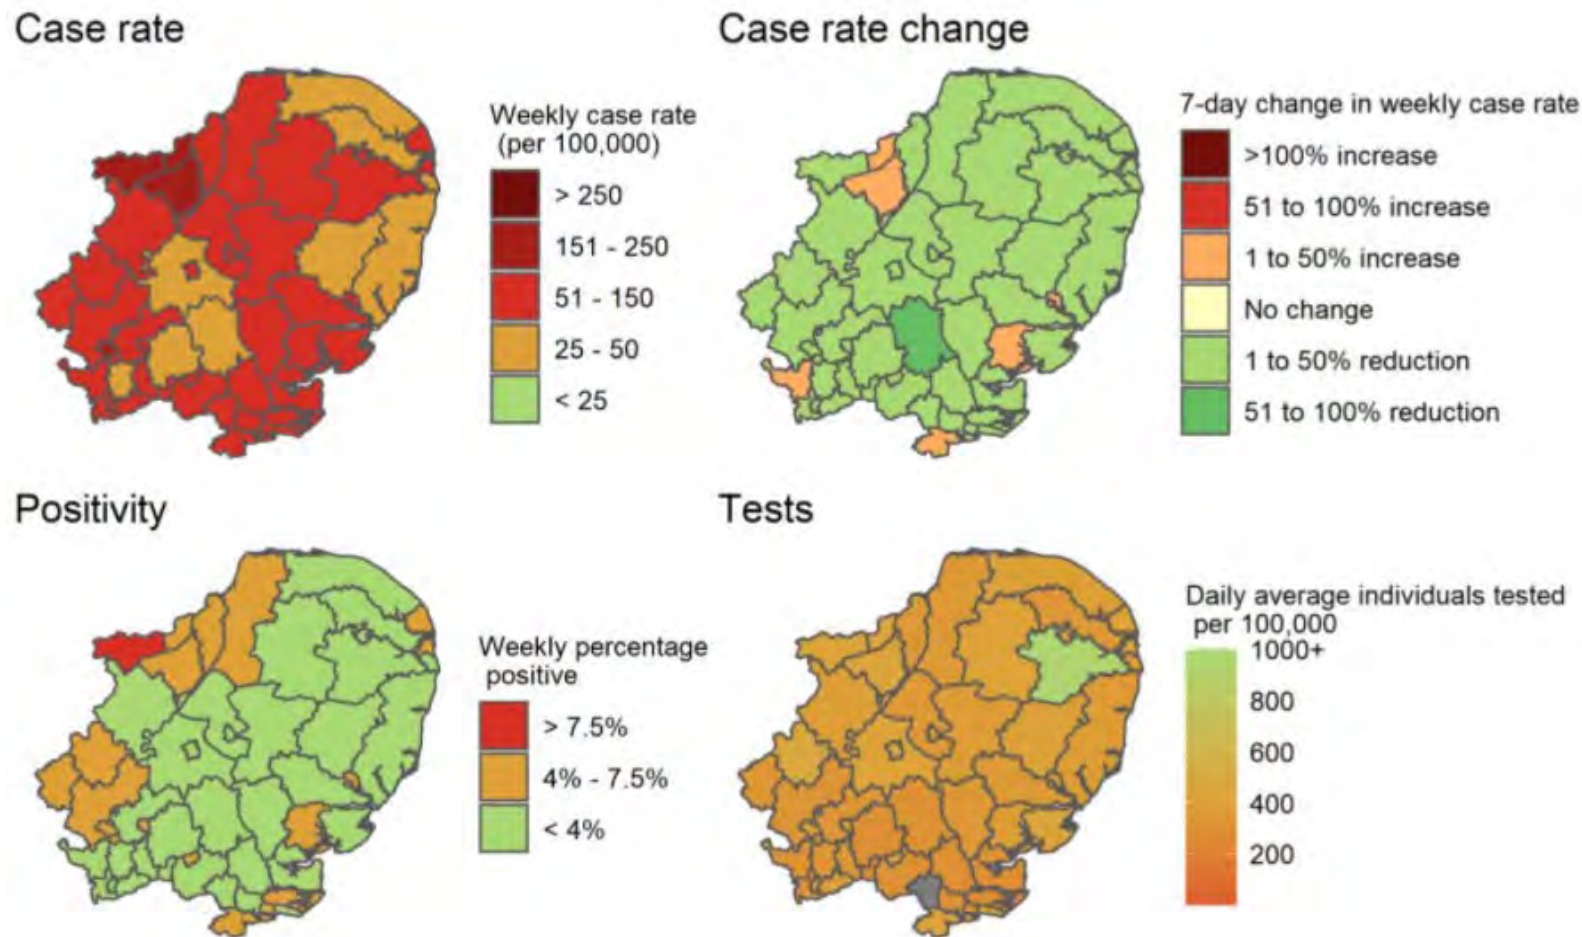 Case rate
Weekly case rate
(per 100,000)
> 250
151 - 250
51 - 150
25 - 50
< 25
Case rate change
7-day change in weekly case rate
>100% increase
51 to 100% increase
1 to 50% increase
No change
1 to 50% reduction
51 to 100% reduction
Positivity
Weekly percentage
positive
> 7.5%
4% - 7.5%
< 4%
Tests
Daily average individuals tested
per 100,000
1000+
800
600
400
200